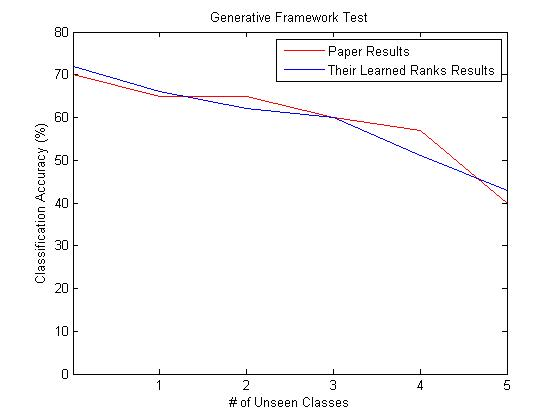 Generative Framework Test
Paper Results
Their Learned Ranks Results
Classification Accuracy (%)
80
70
60
50
40
30
20
10
0
1
2
3
4
5
# of Unseen Classes